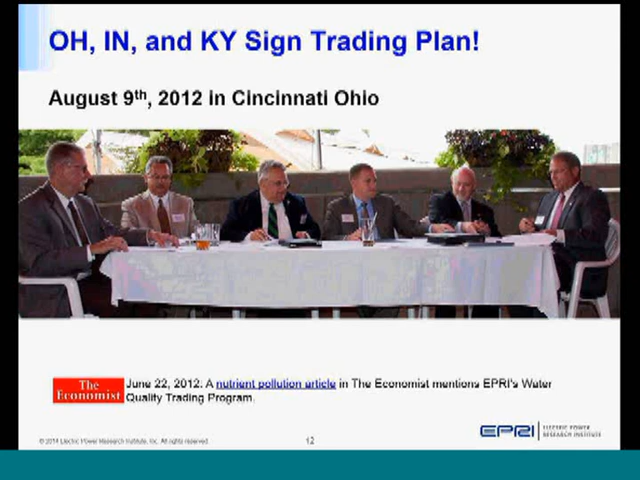 OH, IN, and KY Sign Trading Plan!
August 9th, 2012 in Cincinnati Ohio
The
Economist
June 22, 2012. A nutrient pollution article in The Economist mentions EPRI's Water
Quality Trading Program.
© 2014 Electric Power Research Institute, Inc. All rights reserved.
12
EPRI
ELECTRIC POWER
RESEARCH INSTITUTE